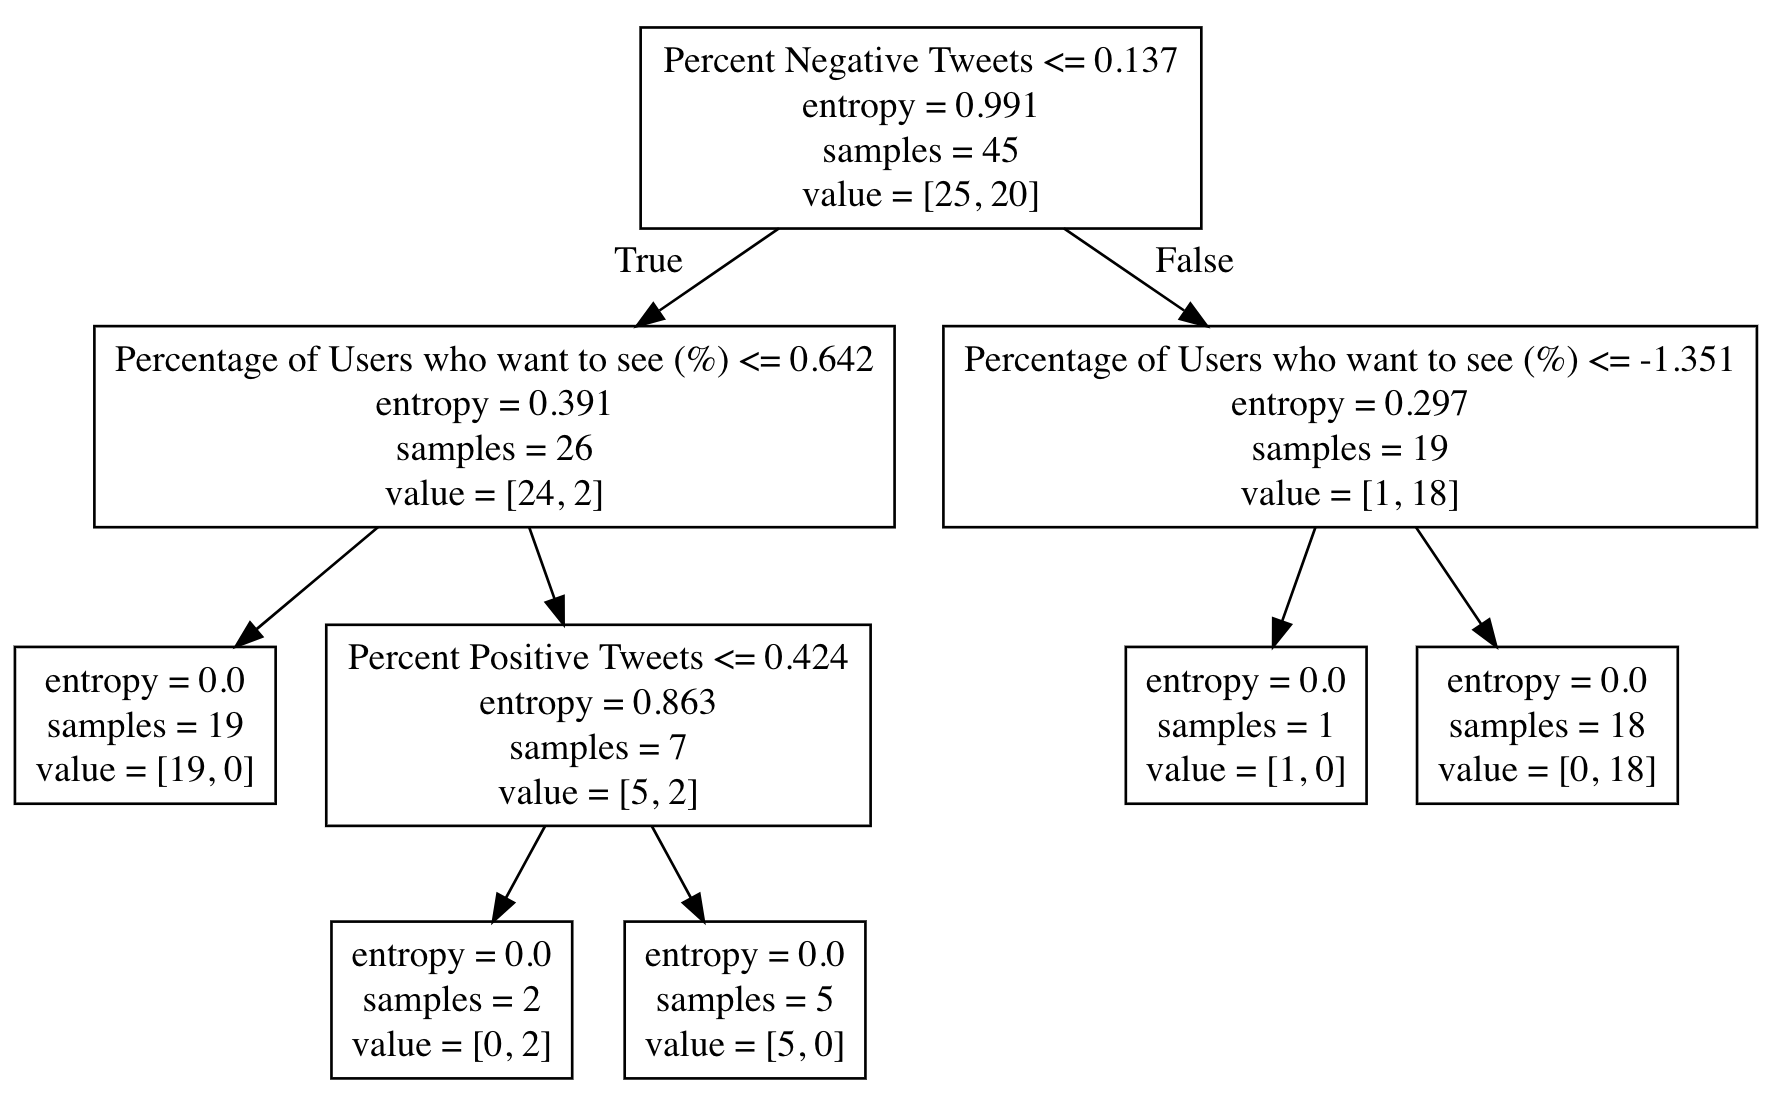 Percent Negative Tweets <= 0.137
entropy = 0.991
samples = 45
value = [25, 20]
True
False
Percentage of Users who want to see (%) <= 0.642
entropy = 0.391
samples = 26
value = [24, 2]
Percentage of Users who want to see (%) <= -1.351
entropy = 0.297
samples = 19
value = [1, 18]
entropy = 0.0
samples = 19
value = [19, 0]
Percent Positive Tweets <= 0.424
entropy = 0.863
samples = 7
value = [5, 2]
entropy = 0.0
samples = 1
value = [1, 0]
entropy = 0.0
samples = 18
value = [0, 18]
entropy = 0.0
samples = 2
value = [0, 2]
entropy = 0.0
samples = 5
value = [5, 0]